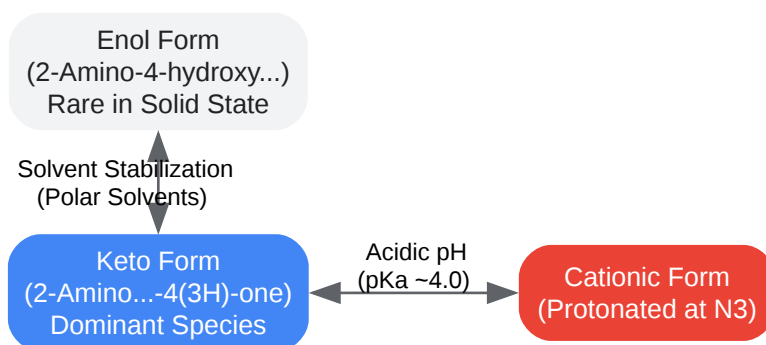 Enol Form
(2-Amino-4-hydroxy...)
Rare in Solid State
Solvent Stabilization
(Polar Solvents)
Keto Form
(2-Amino...-4(3H)-one)
Dominant Species
Acidic pH
(pKa ~4.0)
Cationic Form
(Protonated at N3)